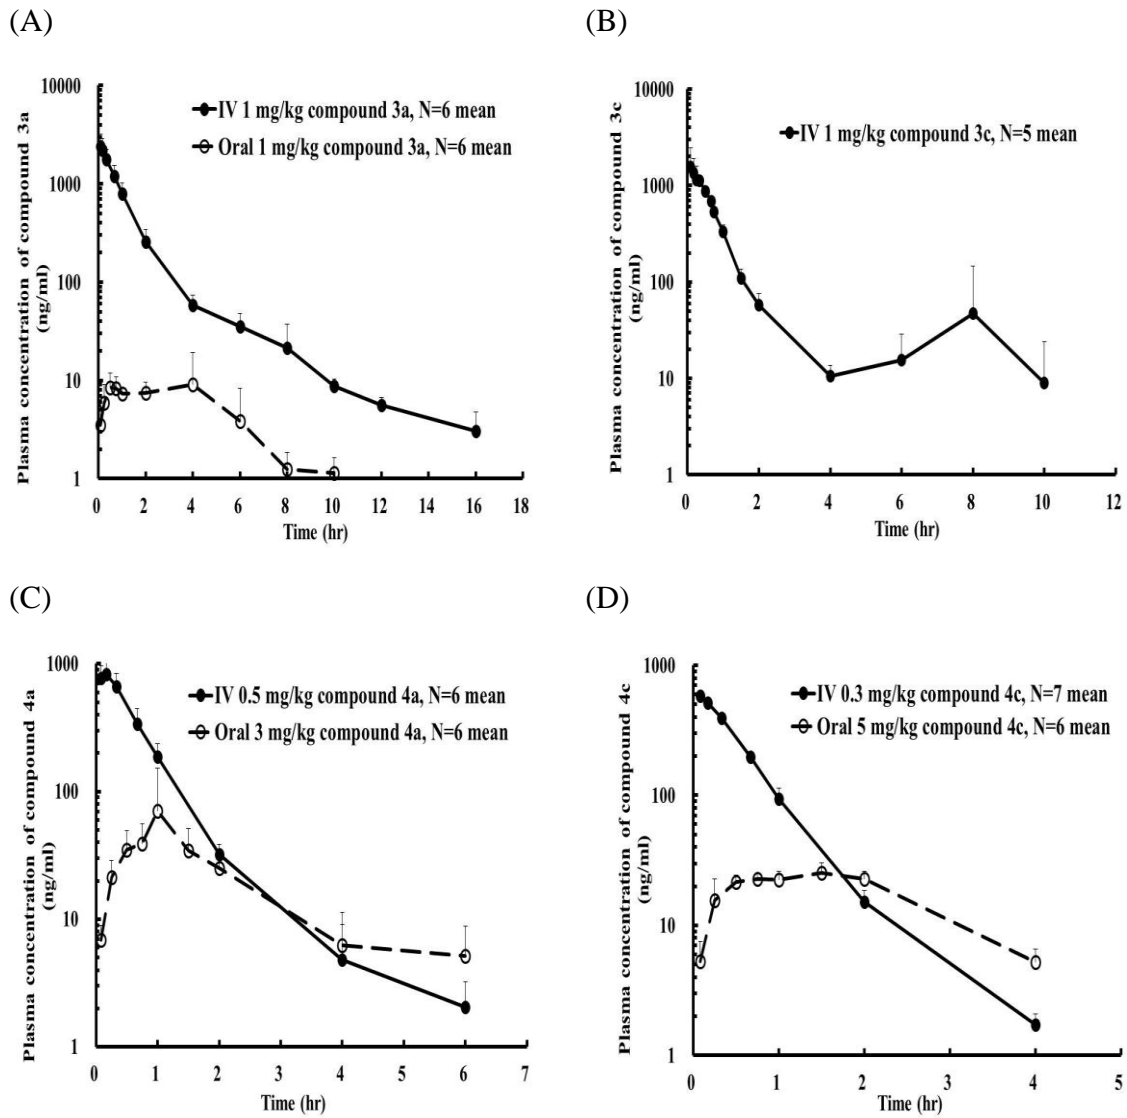 (A)
Plasma concentration of compound 3a
(ng/ml)
10000
1000
100
10
1
IV 1 mg/kg compound 3a, N=6 mean
Oral 1 mg/kg compound 3a, N=6 mean
0 2 4 6 8 10 12 14 16 18
Time (hr)
(B)
Plasma concentration of compound 3c
(ng/ml)
10000
1000
100
10
1
IV 1 mg/kg compound 3c, N=5 mean
0 2 4 6 8 10 12
Time (hr)
(C)
Plasma concentration of compound 4a
(ng/ml)
1000
100
10
1
IV 0.5 mg/kg compound 4a, N=6 mean
Oral 3 mg/kg compound 4a, N=6 mean
0 1 2 3 4 5 6 7
Time (hr)
(D)
Plasma concentration of compound 4c
(ng/ml)
1000
100
10
1
IV 0.3 mg/kg compound 4c, N=7 mean
Oral 5 mg/kg compound 4c, N=6 mean
0 1 2 3 4 5
Time (hr)